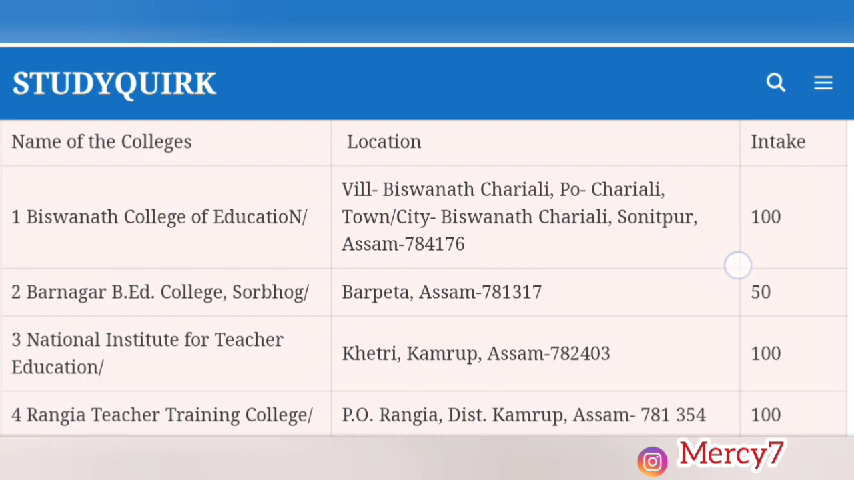 STUDYQUIRK
Name of the Colleges Location Intake
1 Biswanath College of EducatioN/
Vill- Biswanath Chariali, Po- Chariali,
Town/City- Biswanath Chariali, Sonitpur,
Assam-784176
100
2 Barnagar B.Ed. College, Sorbhog/ Barpeta, Assam-781317 50
3 National Institute for Teacher
Education/
Khetri, Kamrup, Assam-782403
100
4 Rangia Teacher Training College/ P.O. Rangia, Dist. Kamrup, Assam- 781 354 100
Mercy7